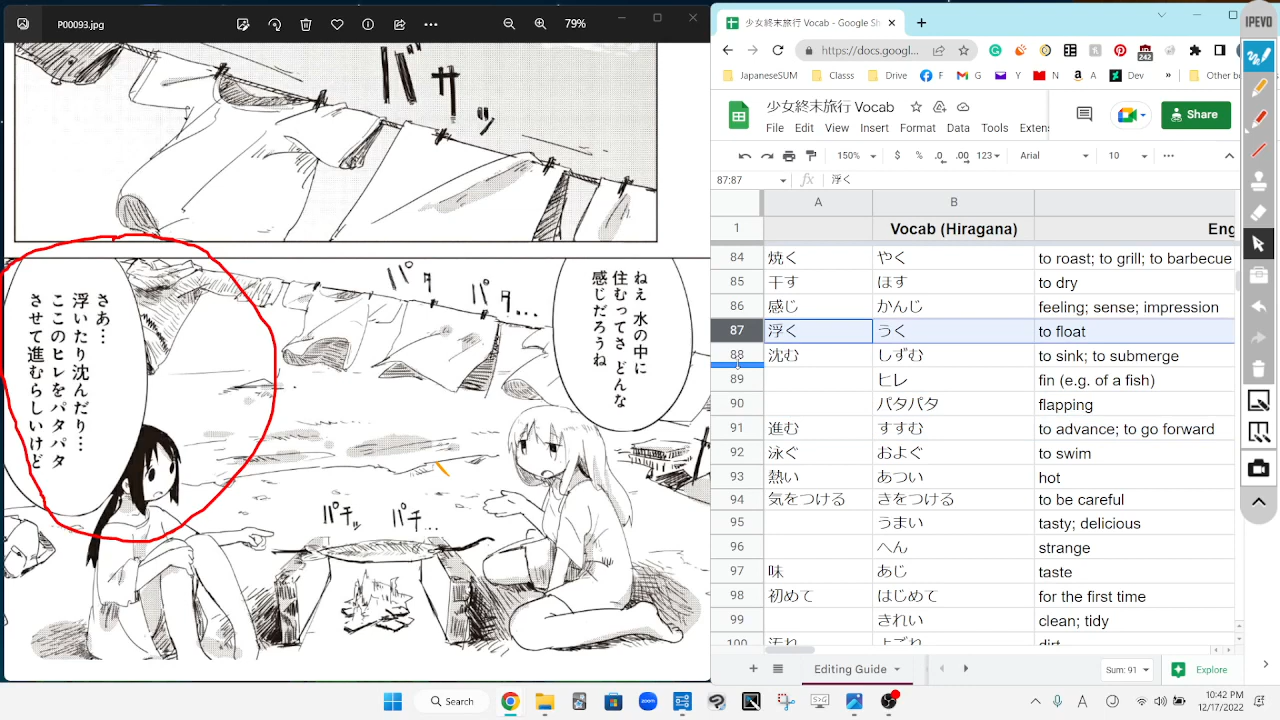 P00093.jpg
79%
バサッ
パタ
パタ…
ねえ 水の中に
住むってさ どんな
感じだろうね
さあ…
浮いたり沈んだり…
ここのヒレをパタパタ
させて進むらしいけど
パチッ
パチ…
少女終末旅行 Vocab - Google Sh
https://docs.googl...
242
JapaneseSUM
Classs
Drive
F
G
Y
N
A
Dev
»
Other bo
少女終末旅行 Vocab
File Edit View Insert Format Data Tools Extens
Share
150% $ % .0 .00 123 Arial 10
87:87 fx 浮く
A B
1 Vocab (Hiragana) Eng
84 焼く やく to roast; to grill; to barbecue
85 干す ほす to dry
86 感じ かんじ feeling; sense; impression
87 浮く うく to float
88 沈む しずむ to sink; to submerge
89 ヒレ fin (e.g. of a fish)
90 パタパタ flapping
91 進む すすむ to advance; to go forward
92 泳ぐ およぐ to swim
93 熱い あつい hot
94 気をつける きをつける to be careful
95 うまい tasty; delicious
96 へん strange
97 味 あじ taste
98 初めて はじめて for the first time
99 きれい clean; tidy
100 汚れ よごれ dirt
Editing Guide
Sum: 91
Explore
IPEVO
Search
zoom
A
10:42 PM
12/27/2022